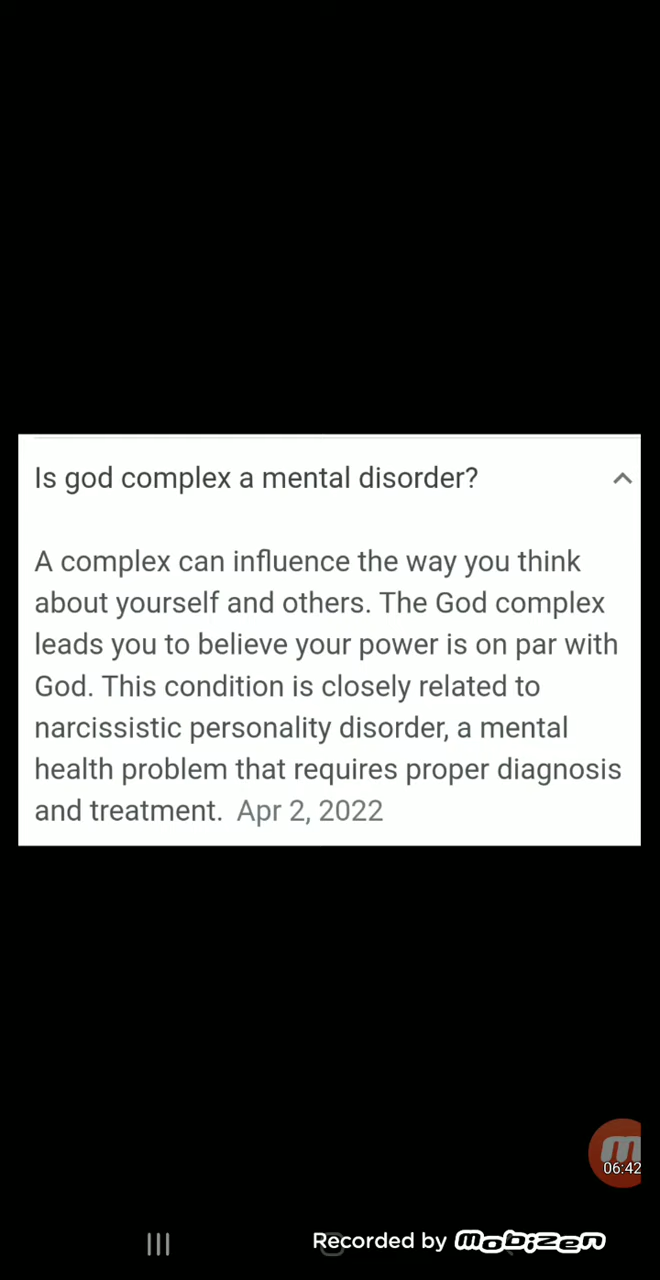 Is god complex a mental disorder?
A complex can influence the way you think
about yourself and others. The God complex
leads you to believe your power is on par with
God. This condition is closely related to
narcissistic personality disorder, a mental
health problem that requires proper diagnosis
and treatment. Apr 2, 2022
06:42
Recorded by mobizen